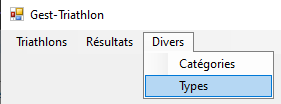 Gest-Triathlon
Triathlons Résultats Divers
Catégories
Types